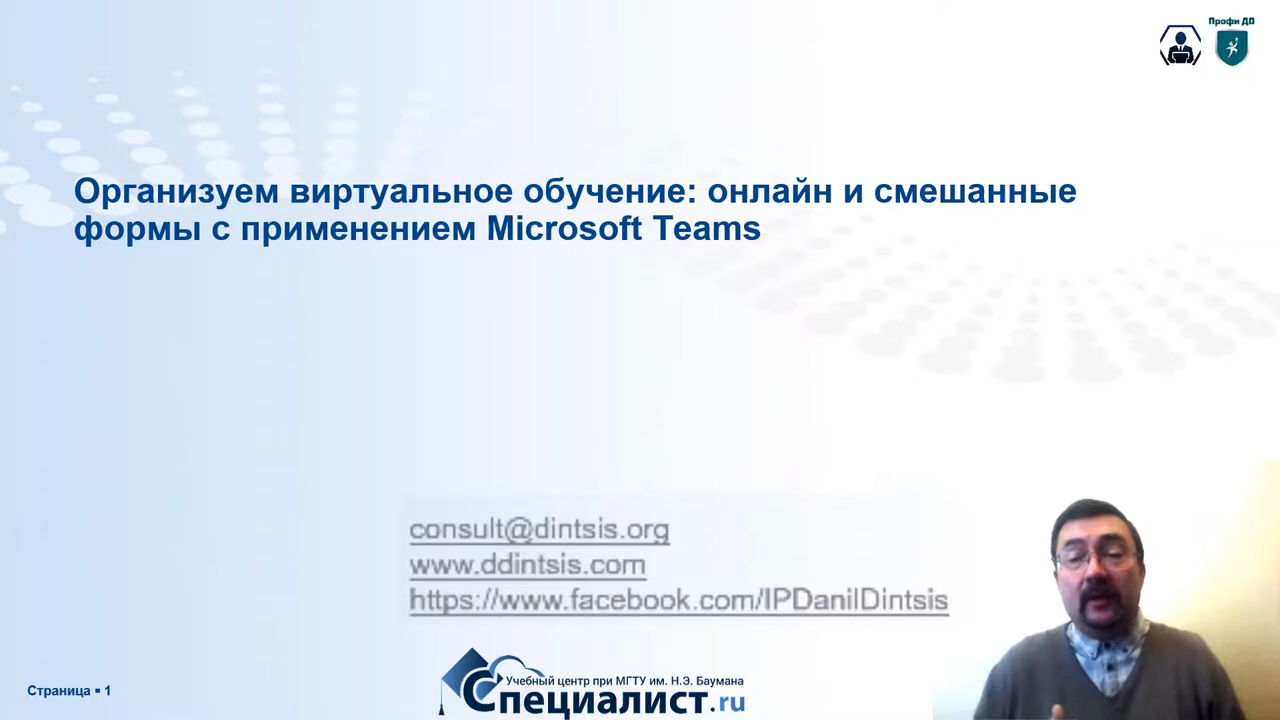 Профи ДО
Организуем виртуальное обучение: онлайн и смешанные
формы с применением Microsoft Teams
consult@dintsis.org
www.ddintsis.com
https://www.facebook.com/IPDanilDintsis
Учебный центр при МГТУ им. Н.Э. Баумана
Специалист.ru
Страница ▪ 1